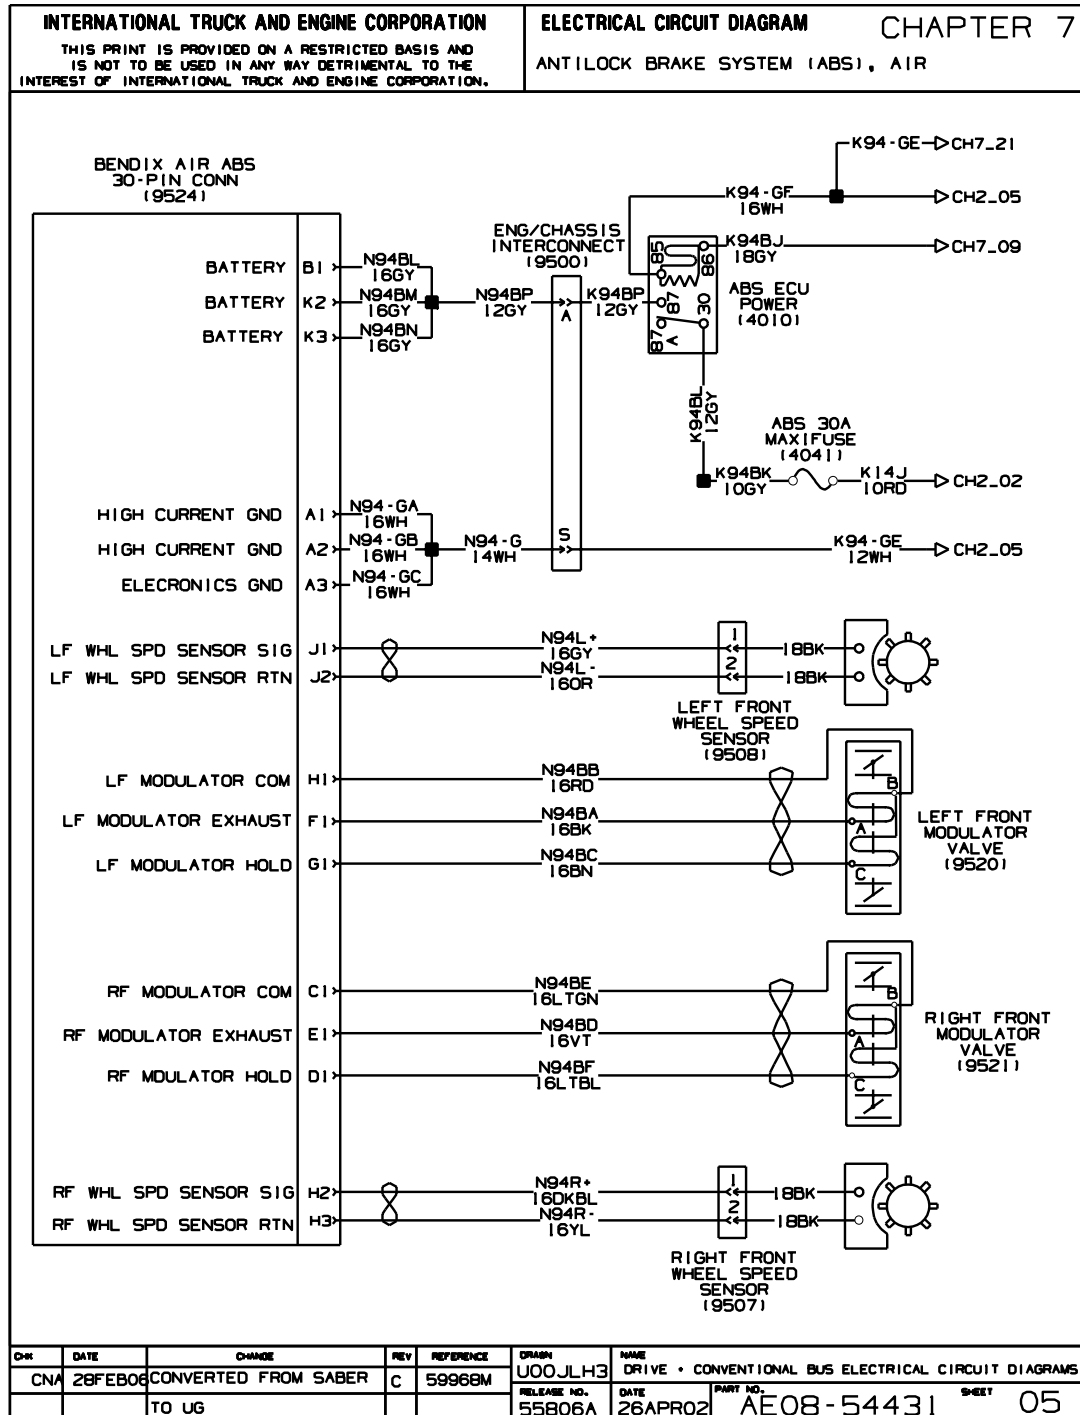 INTERNATIONAL TRUCK AND ENGINE CORPORATION
THIS PRINT IS PROVIDED ON A RESTRICTED BASIS AND
IS NOT TO BE USED IN ANY WAY DETRIMENTAL TO THE
INTEREST OF INTERNATIONAL TRUCK AND ENGINE CORPORATION.
ELECTRICAL CIRCUIT DIAGRAM
CHAPTER 7
ANTILOCK BRAKE SYSTEM (ABS), AIR
K94-GE CH7_21
BENDIX AIR ABS
30-PIN CONN
(9524)
K94-GF
16WH
CH2_05
ENG/CHASSIS
INTERCONNECT
(9500)
K94BJ
18GY
CH7_09
85
86
87
30
87
A
ABS ECU
POWER
(4010)
BATTERY B1 N94BL
16GY
BATTERY K2 N94BM
16GY
N94BP
12GY
A
K94BP
12GY
BATTERY K3 N94BN
16GY
K94BL
12GY
ABS 30A
MAXIFUSE
(4041)
K94BK
10GY
K14J
10RD
CH2_02
HIGH CURRENT GND A1 N94-GA
16WH
HIGH CURRENT GND A2 N94-GB
16WH
N94-G
14WH
S
K94-GE
12WH
CH2_05
ELECRONICS GND A3 N94-GC
16WH
LF WHL SPD SENSOR SIG J1 N94L+
16GY
1
18BK
LF WHL SPD SENSOR RTN J2 N94L-
16OR
2
18BK
LEFT FRONT
WHEEL SPEED
SENSOR
(9508)
LF MODULATOR COM H1 N94BB
16RD
B
LF MODULATOR EXHAUST F1 N94BA
16BK
A
LF MODULATOR HOLD G1 N94BC
16BN
C
LEFT FRONT
MODULATOR
VALVE
(9520)
RF MODULATOR COM C1 N94BE
16LTGN
B
RF MODULATOR EXHAUST E1 N94BD
16VT
A
RF MDULATOR HOLD D1 N94BF
16LTBL
C
RIGHT FRONT
MODULATOR
VALVE
(9521)
RF WHL SPD SENSOR SIG H2 N94R+
16DKBL
1
18BK
RF WHL SPD SENSOR RTN H3 N94R-
16YL
2
18BK
RIGHT FRONT
WHEEL SPEED
SENSOR
(9507)
CHK DATE CHANGE REV REFERENCE DRAWN NAME
CNA 28FEB06 CONVERTED FROM SABER C 59968M U00JLH3 DRIVE • CONVENTIONAL BUS ELECTRICAL CIRCUIT DIAGRAMS
TO UG
RELEASE NO. DATE PART NO. SHEET
55806A 26APR02 AE08-54431 05